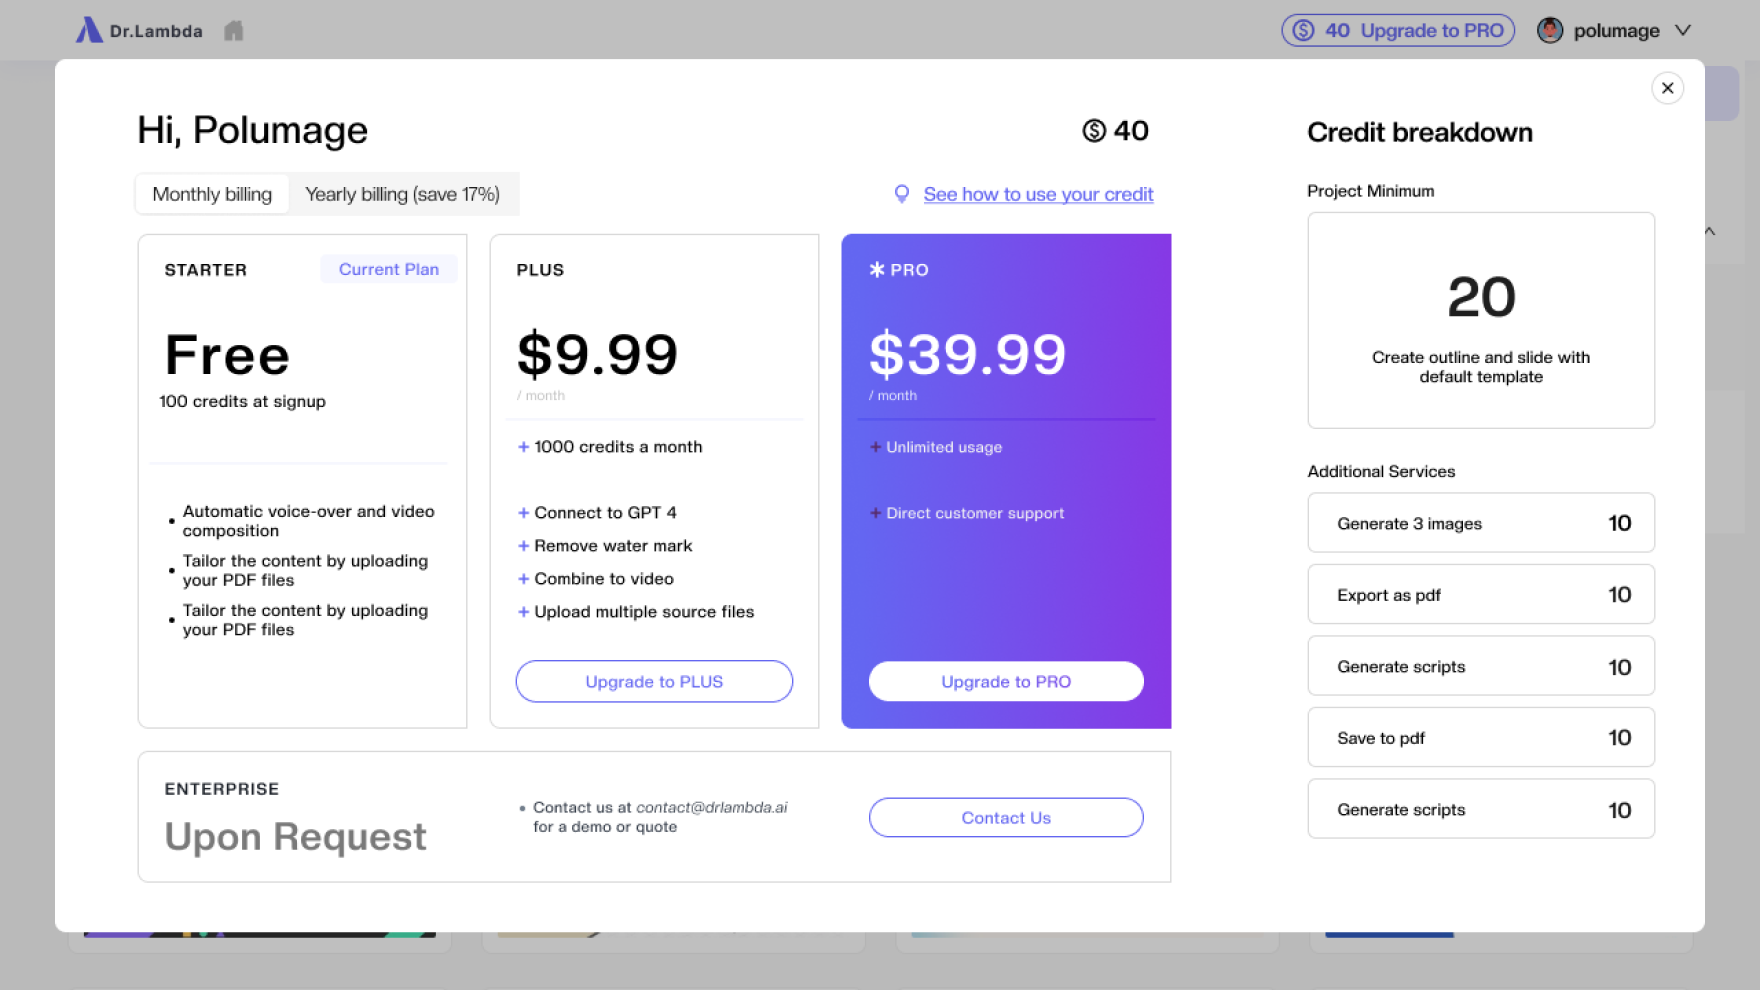 Dr.Lambda
40 Upgrade to PRO
polumage
Hi, Polumage
40
Monthly billing
Yearly billing (save 17%)
See how to use your credit
STARTER
Current Plan
Free
100 credits at signup
Automatic voice-over and video
composition
Tailor the content by uploading
your PDF files
Tailor the content by uploading
your PDF files
PLUS
$9.99
/ month
+ 1000 credits a month
+ Connect to GPT 4
+ Remove water mark
+ Combine to video
+ Upload multiple source files
Upgrade to PLUS
PRO
$39.99
/ month
+ Unlimited usage
+ Direct customer support
Upgrade to PRO
ENTERPRISE
Upon Request
Contact us at contact@drlambda.ai
for a demo or quote
Contact Us
Credit breakdown
Project Minimum
20
Create outline and slide with
default template
Additional Services
Generate 3 images 10
Export as pdf 10
Generate scripts 10
Save to pdf 10
Generate scripts 10